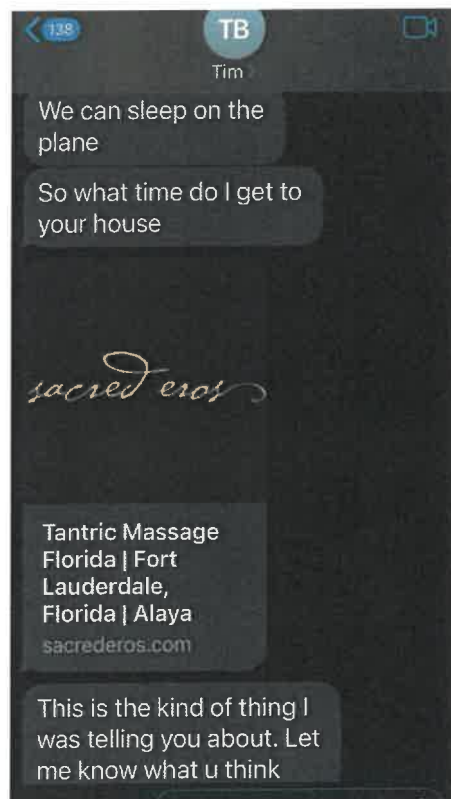 138
TB
Tim
We can sleep on the
plane
So what time do I get to
your house
sacred eros
Tantric Massage
Florida | Fort
Lauderdale,
Florida | Alaya
sacrederos.com
This is the kind of thing I
was telling you about. Let
me know what u think